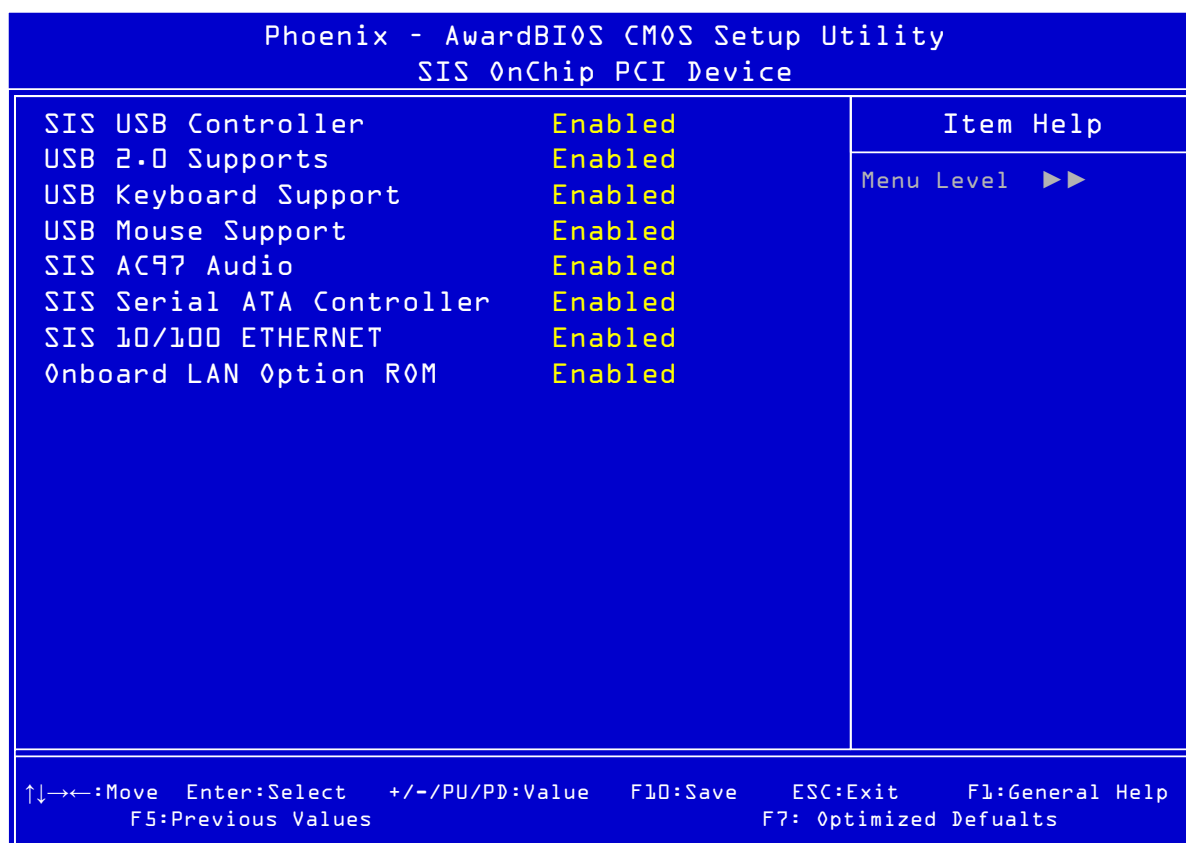 Phoenix - AwardBIOS CMOS Setup Utility
SIS OnChip PCI Device
SIS USB Controller Enabled
USB 2.0 Supports Enabled
USB Keyboard Support Enabled
USB Mouse Support Enabled
SIS AC97 Audio Enabled
SIS Serial ATA Controller Enabled
SIS 10/100 ETHERNET Enabled
Onboard LAN Option ROM Enabled
Item Help
Menu Level ►►
↑↓→←:Move Enter:Select +/-/PU/PD:Value F10:Save ESC:Exit F1:General Help
F5:Previous Values F7: Optimized Defualts